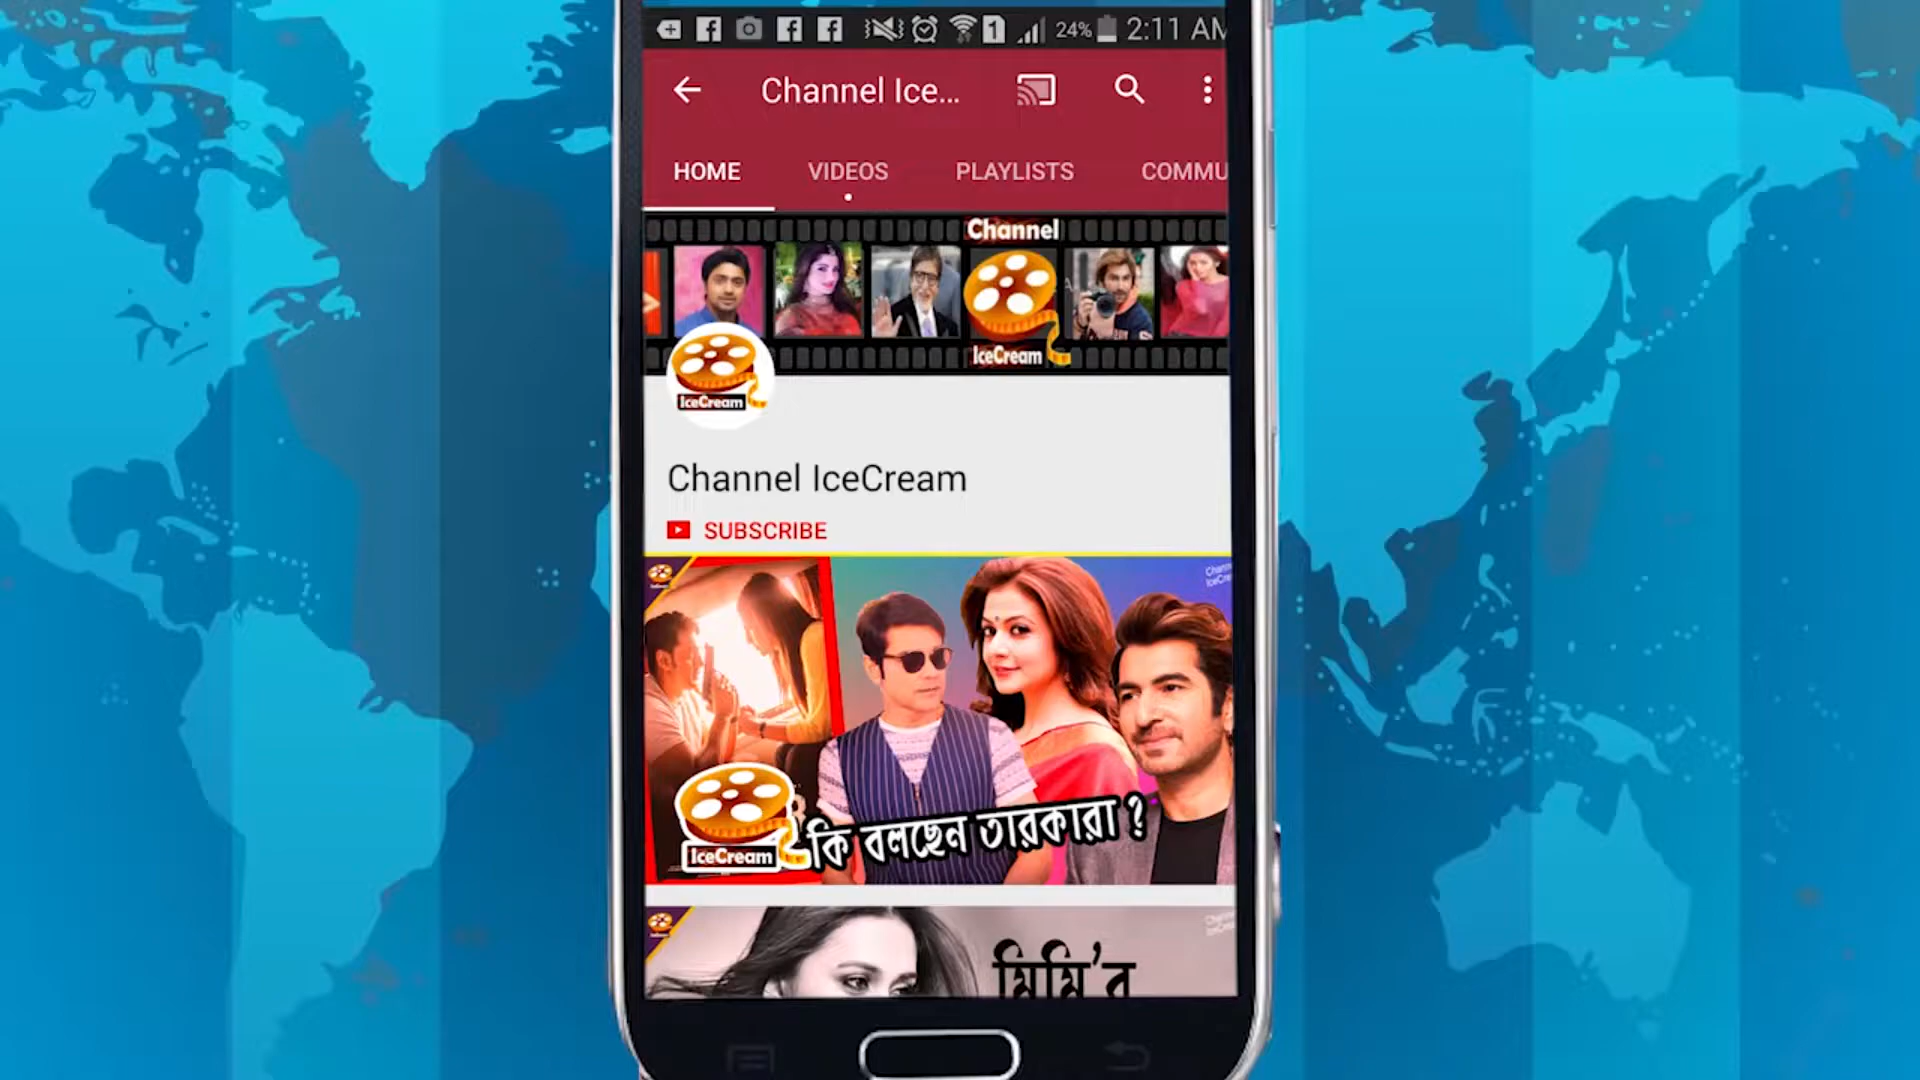 24% 2:11 AM
Channel Ice...
HOME VIDEOS PLAYLISTS COMMU
Channel
IceCream
IceCream
Channel IceCream
SUBSCRIBE
IceCream
কি বলছেন তারকারা ?
মিমি'র